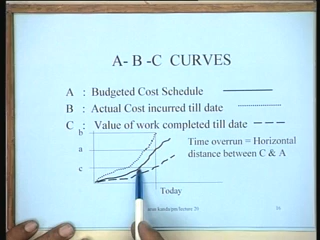 A- B -C CURVES
A : Budgeted Cost Schedule
B : Actual Cost incurred till date
C : Value of work completed till date
b
a
c
Time overrun = Horizontal
distance between C & A
Today
36